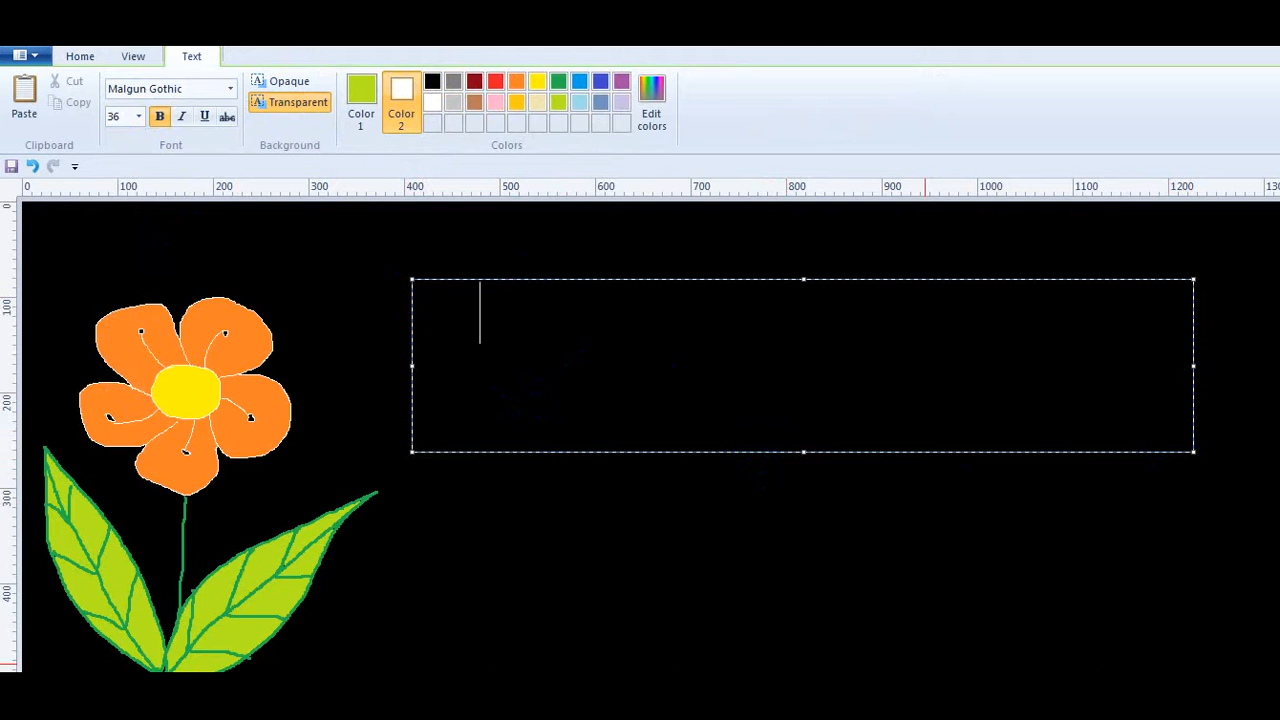 Home View Text
Cut
Copy
Paste
Clipboard
Malgun Gothic
36 B I U abc
Font
A Opaque
A Transparent
Background
Color 1
Color 2
Edit colors
Colors
0 100 200 300 400 500 600 700 800 900 1000 1100 1200 130
0
100
200
300
400